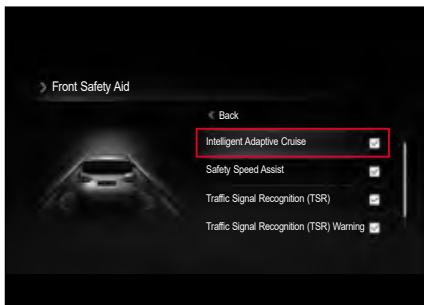 Front Safety Aid
Back
Intelligent Adaptive Cruise
Safety Speed Assist
Traffic Signal Recognition (TSR)
Traffic Signal Recognition (TSR) Warning